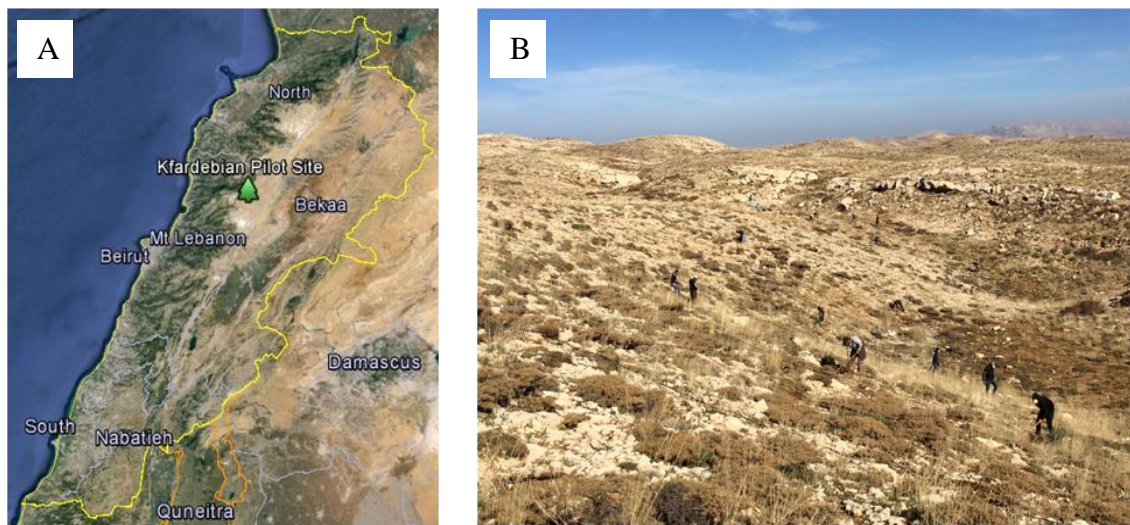 A
North
Kfardebian Pilot Site
Bekaa
Mt Lebanon
Beirut
Damascus
South
Nabatieh
Quneitra
B